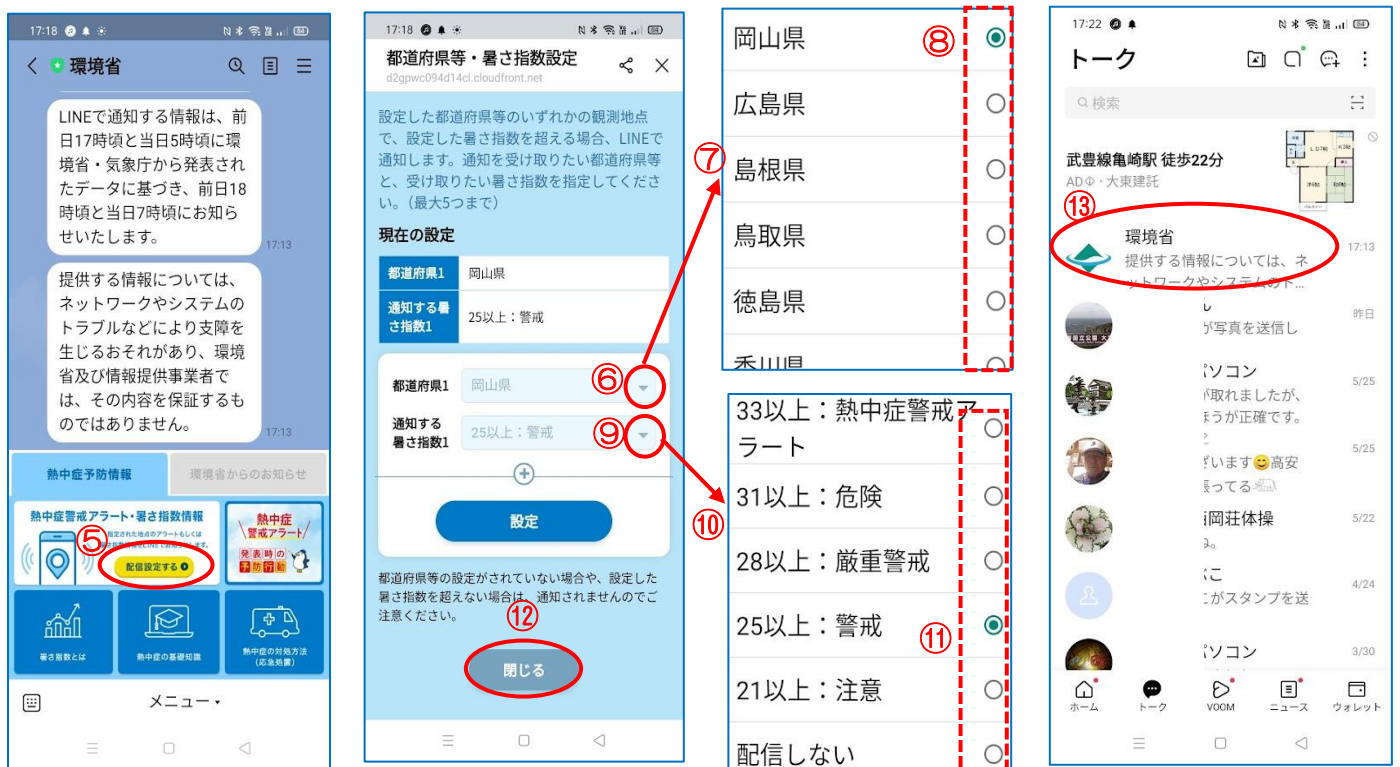 17:18
84
環境省
LINEで通知する情報は、前
日17時頃と当日5時頃に環
境省・気象庁から発表され
たデータに基づき、前日18
時頃と当日7時頃にお知ら
せいたします。
17:13
提供する情報については、
ネットワークやシステムの
トラブルなどにより支障を
生じるおそれがあり、環境
省及び情報提供事業者で
は、その内容を保証するも
のではありません。
17:13
熱中症予防情報
環境省からのお知らせ
熱中症警戒アラート・暑さ指数情報
⑤
配信設定する
熱中症
警戒アラート
発表時の
予防行動
暑さ指数とは
熱中症の基礎知識
熱中症の対処方法
(応急処置)
メニュー
17:18
84
都道府県等・暑さ指数設定
d2gpwc094d14cl.cloudfront.net
設定した都道府県等のいずれかの観測地点
で、設定した暑さ指数を超える場合、LINEで
通知します。通知を受け取りたい都道府県等
と、受け取りたい暑さ指数を指定してくださ
い。(最大5つまで)
現在の設定
都道府県1 岡山県
通知する暑
さ指数1
25以上:警戒
都道府県1 岡山県 ⑥
通知する
暑さ指数1
25以上:警戒 ⑨
設定
都道府県等の設定がされていない場合や、設定した
暑さ指数を超えない場合は、通知されませんのでご
注意ください。
⑫
閉じる
⑦
岡山県 ⑧
広島県
島根県
鳥取県
徳島県
香川県
⑩
33以上:熱中症警戒ア
ラート
31以上:危険
28以上:厳重警戒
25以上:警戒 ⑪
21以上:注意
配信しない
17:22
84
トーク
検索
武豊線亀崎駅 徒歩22分
AD・大東建託
⑬
環境省
17:13
提供する情報については、ネ
ットワークやシステムのト...
昨日
が写真を送信し
パソコン
5/25
が取れましたが、
ほうが正確です。
5/25
ざいます😊高安
張ってる
岡荘体操
5/22
ね。
4/24
がスタンプを送
パソコン
3/30
ホーム トーク VOOM ニュース ウォレット